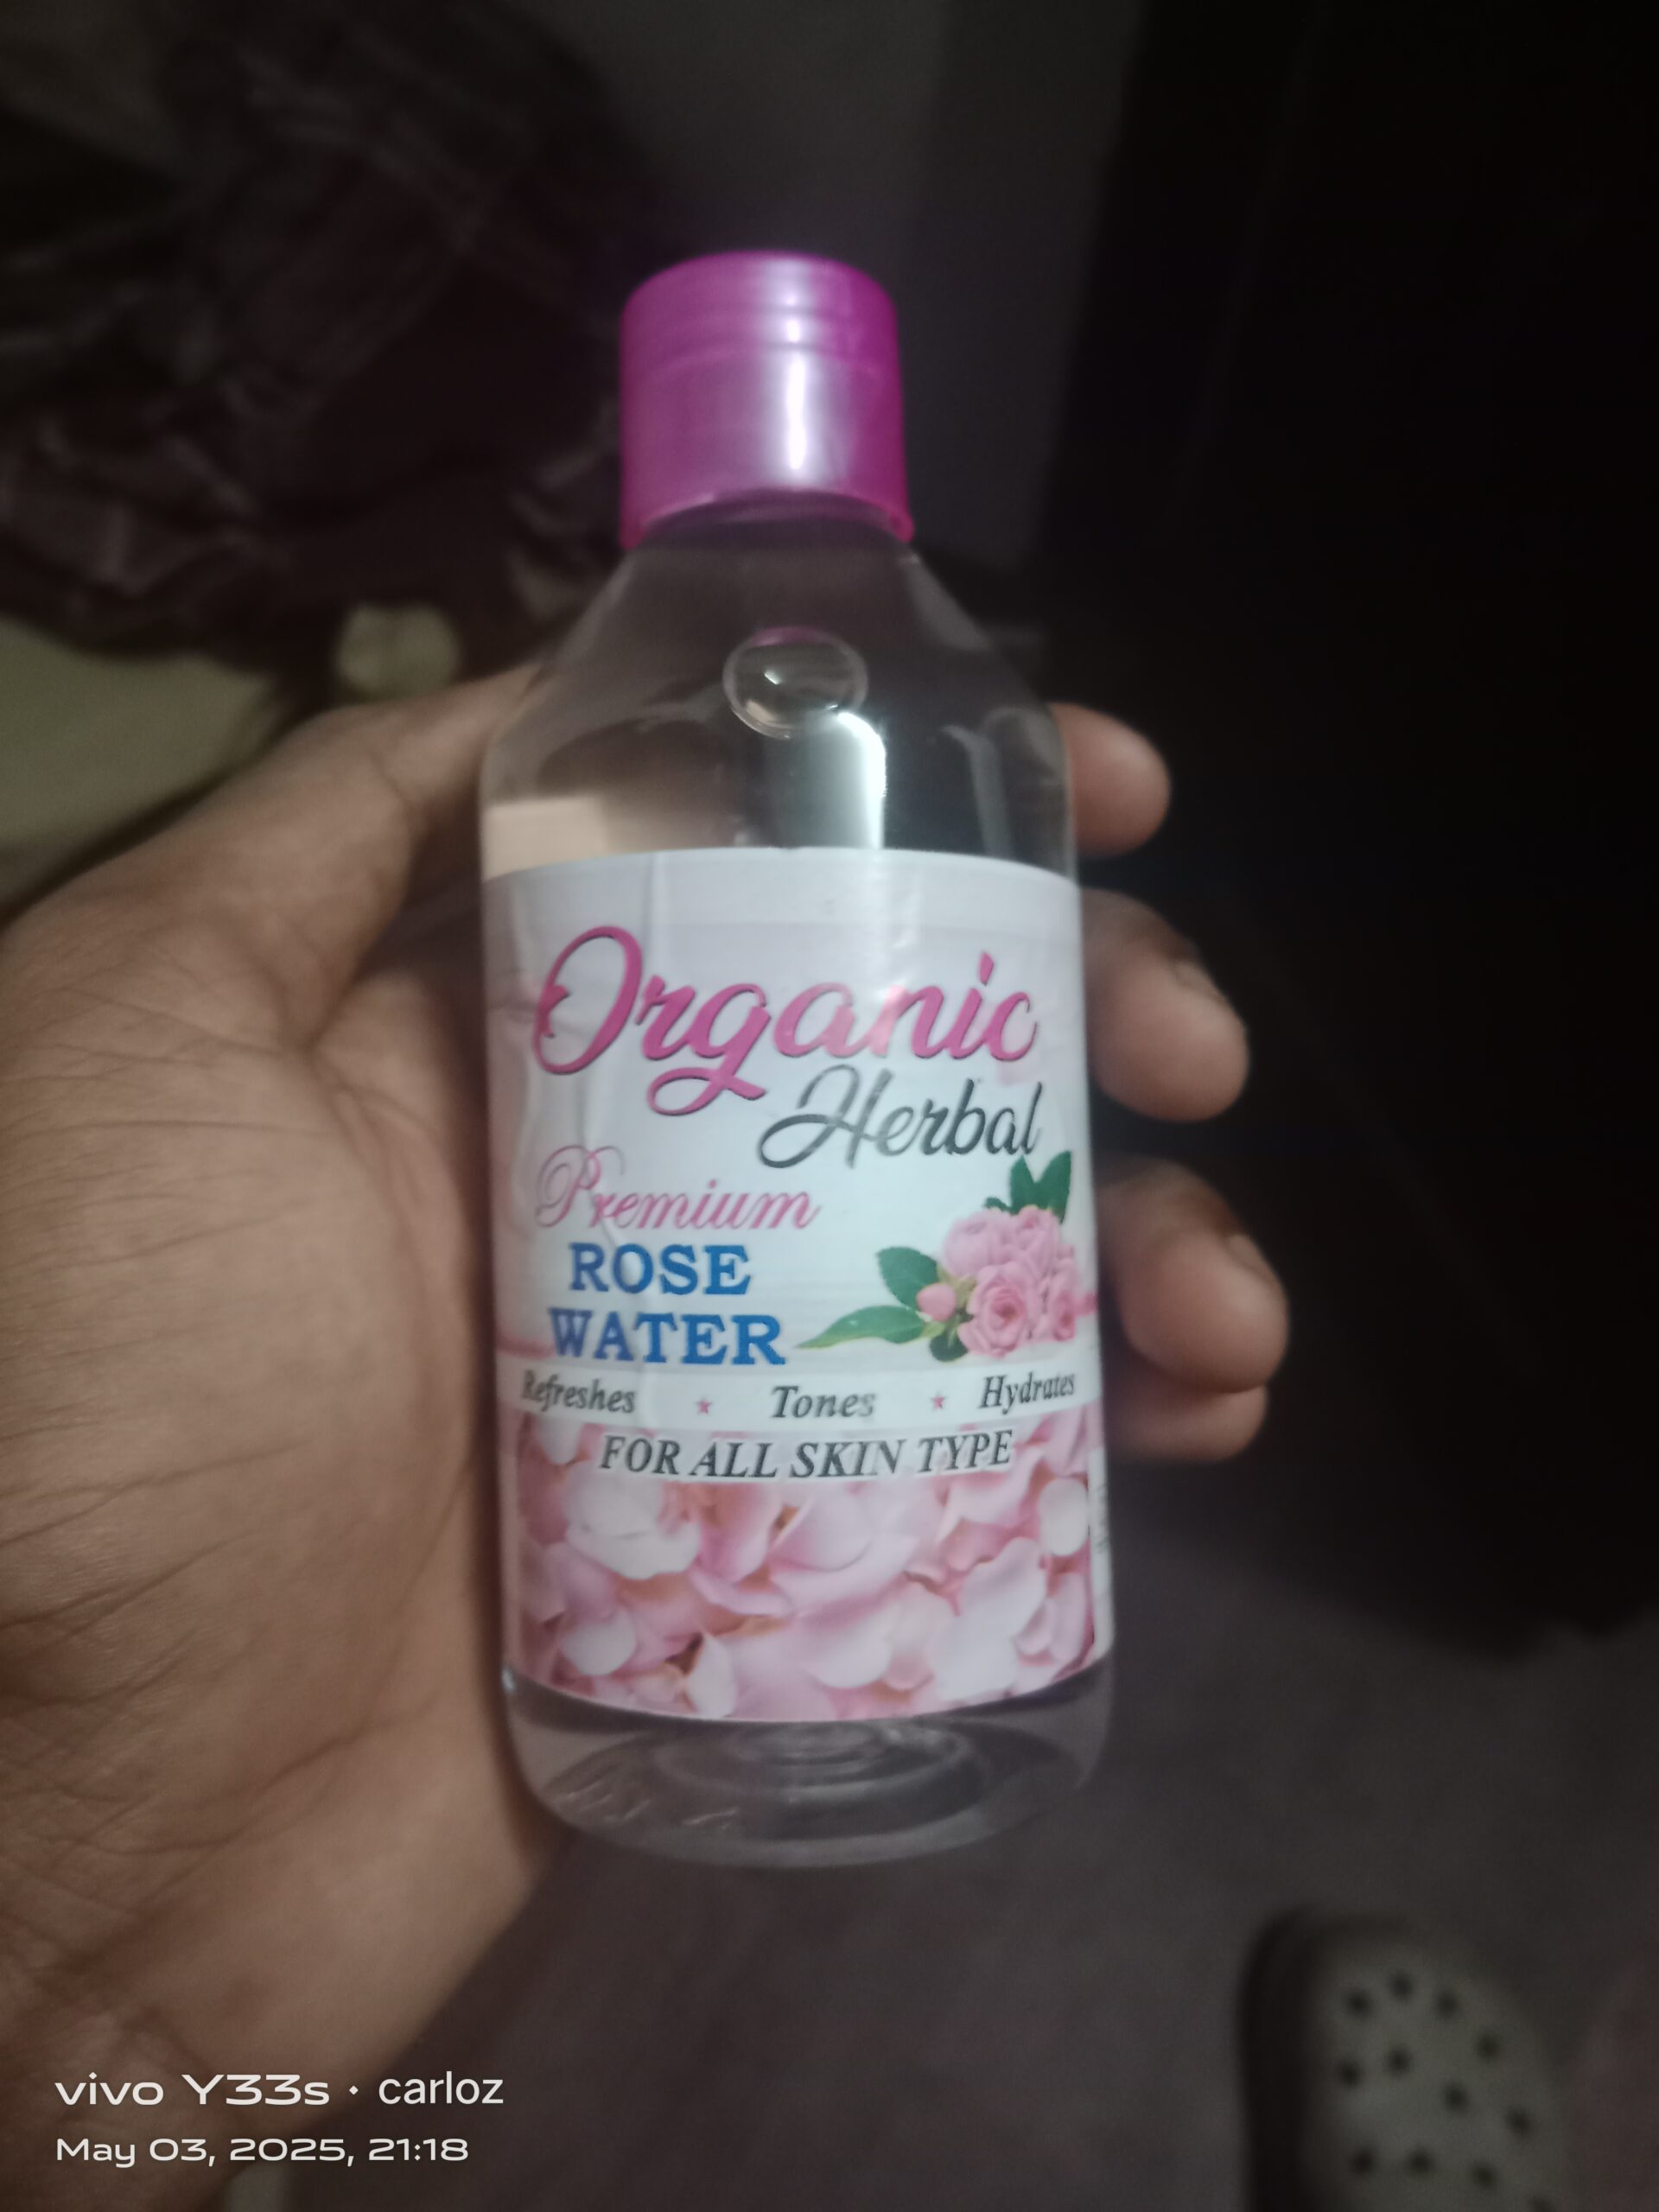 Organic
Herbal
Premium
ROSE
WATER
Refreshes ★ Tones ★ Hydrates
FOR ALL SKIN TYPE
vivo Y33s · carloz
May 03, 2025, 21:18